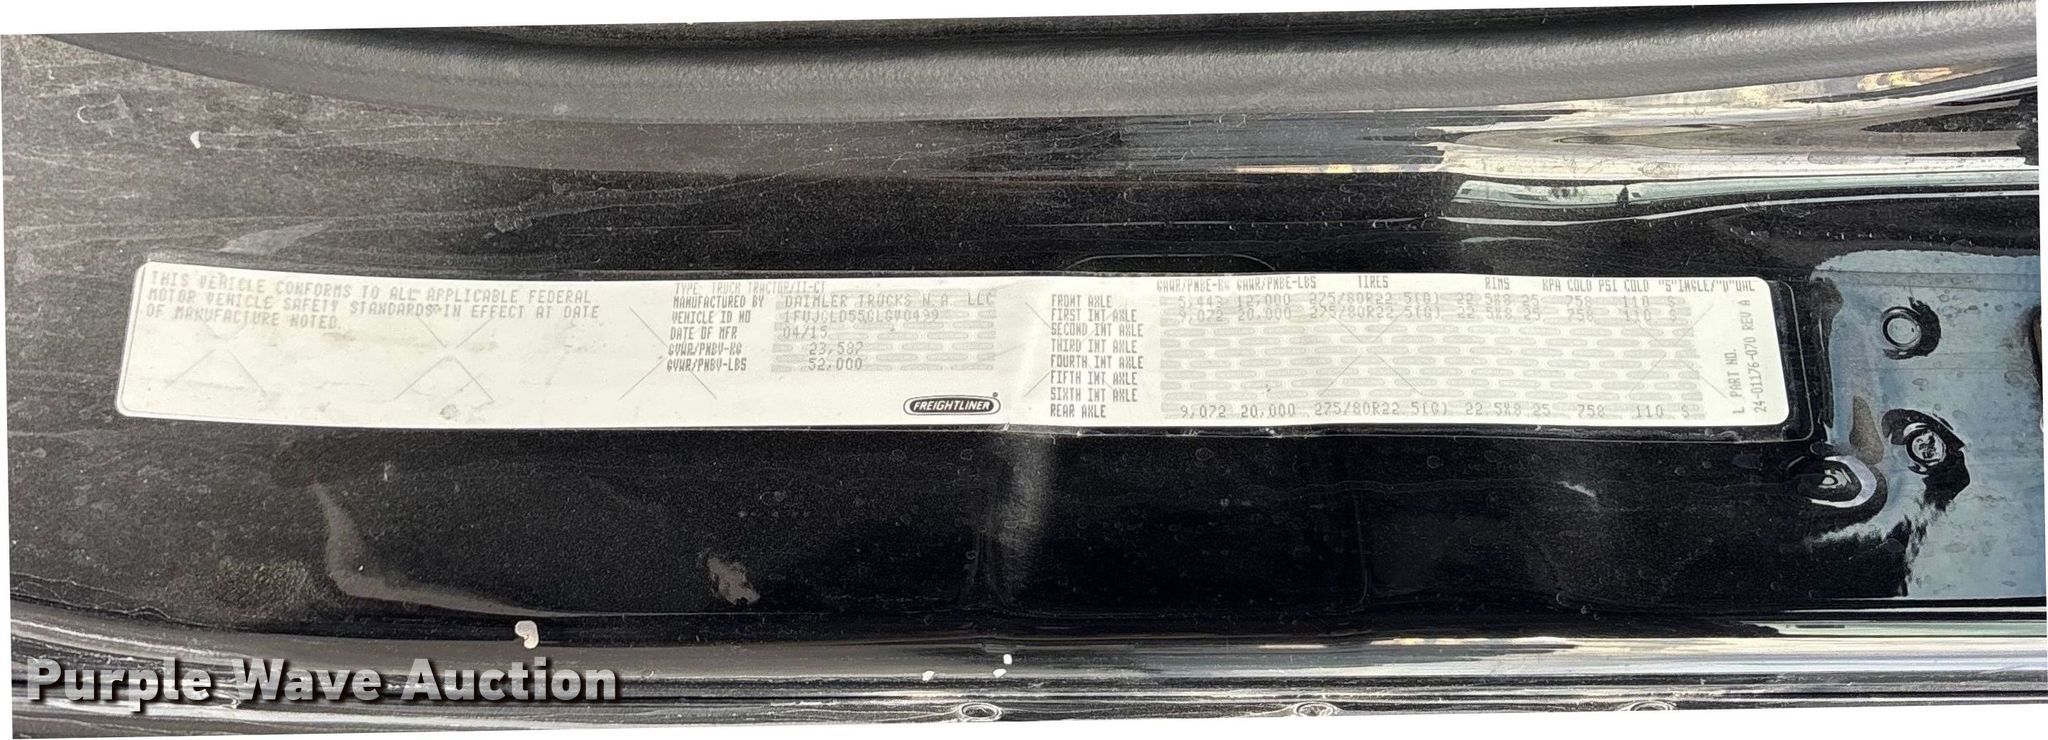 THIS VEHICLE CONFORMS TO ALL APPLICABLE FEDERAL
MOTOR VEHICLE SAFETY STANDARDS IN EFFECT AT DATE
OF MANUFACTURE NOTED.
TYPE: TRUCK TRACTOR/TT-CT
MANUFACTURED BY DAIMLER TRUCKS N.A. LLC
VEHICLE ID NO
DATE OF MFR 04/15
GVWR/PNBV-KG 23,587
GVWR/PNBV-LBS 52,000
FREIGHTLINER
GAWR/PNBE-KG GAWR/PNBE-LBS TIRES RIMS KPA COLD PSI COLD "S"INGLE/"D"UAL
FRONT AXLE 5,443 12,000 275/80R22.5(G) 22.5X8.25 758 110 S
FIRST INT AXLE 9,072 20,000 275/80R22.5(G) 22.5X8.25 758 110 S
SECOND INT AXLE
THIRD INT AXLE
FOURTH INT AXLE
FIFTH INT AXLE
SIXTH INT AXLE
REAR AXLE 9,072 20,000 275/80R22.5(G) 22.5X8.25 758 110 S
L PART NO.
24-01176-070 REV A
Purple Wave Auction